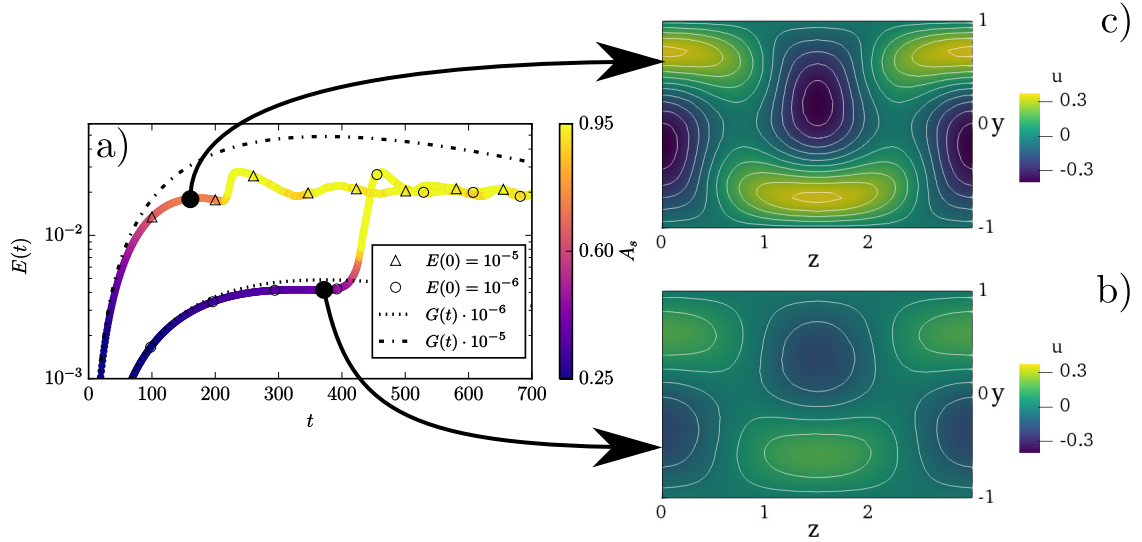 a)
E(t)
10⁻²
10⁻³
0 100 200 300 400 500 600 700
t
E(0) = 10⁻⁵
E(0) = 10⁻⁶
G(t) · 10⁻⁶
G(t) · 10⁻⁵
0.95
0.60
0.25
Aₛ
c)
1
0 y
-1
0 1 2
z
u
0.3
0
-0.3
b)
1
0 y
-1
0 1 2
z
u
0.3
0
-0.3